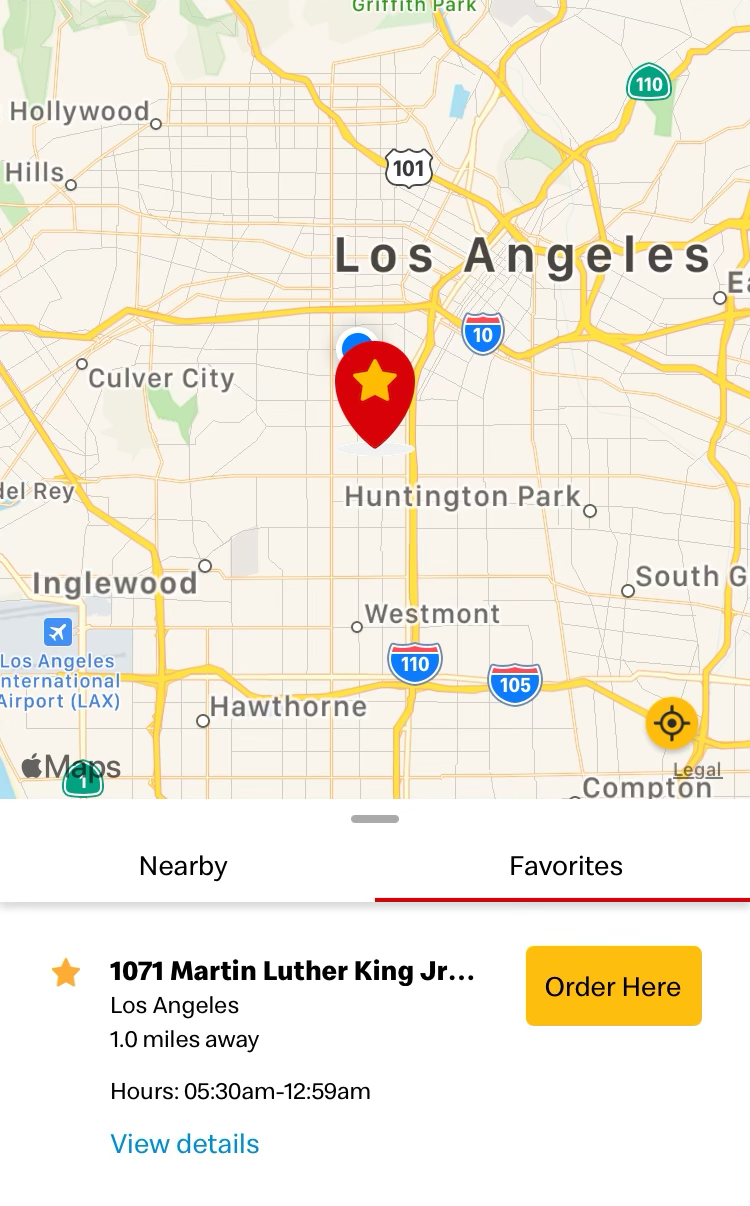 Griffith Park
110
Hollywood
Hills
101
Los Angeles
Ea
10
Culver City
del Rey
Huntington Park
Inglewood
South G
Westmont
Los Angeles
International
Airport (LAX)
110
105
Hawthorne
Maps
1
Legal
Compton
Nearby
Favorites
1071 Martin Luther King Jr...
Order Here
Los Angeles
1.0 miles away
Hours: 05:30am-12:59am
View details